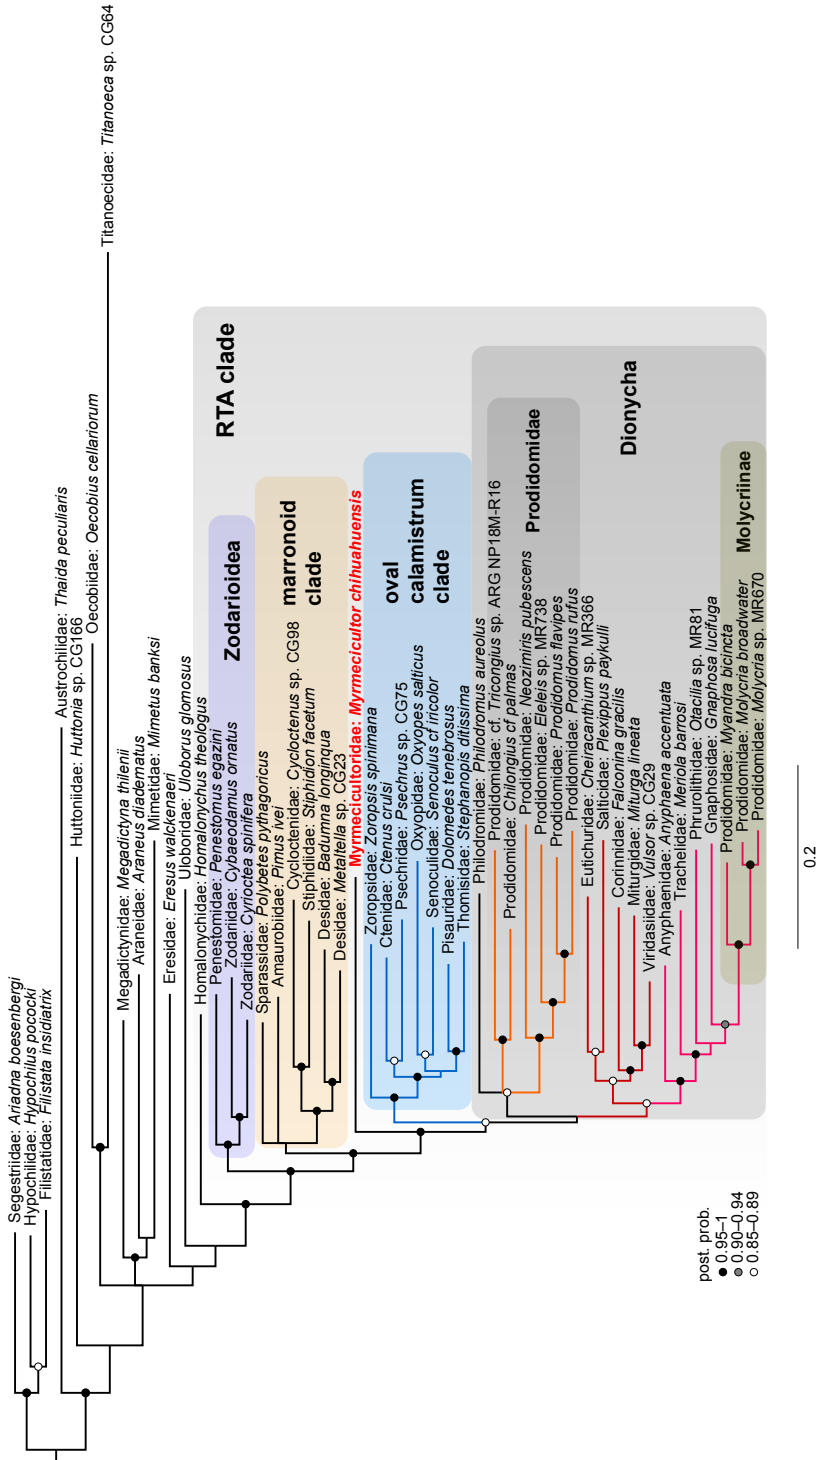 Segestriidae: Ariadna boesenbergi
Hypochilidae: Hypochilus pococki
Filistatidae: Filistata insidiatrix
Austrochilidae: Thaida peculiaris
Huttoniidae: Huttonia sp. CG166
Oecobiidae: Oecobius cellariorum
Titanoecidae: Titanoeca sp. CG64
Megadictynidae: Megadictyna thilenii
Araneidae: Araneus diadematus
Mimetidae: Mimetus banksi
Eresidae: Eresus walckenaeri
Uloboridae: Uloborus glomosus
Homalonychidae: Homalonychus theologus
Penestomidae: Penestomus egazini
Zodariidae: Cybaeodamus ornatus
Zodariidae: Cyrioctea spinifera
Sparassidae: Polybetes pythagoricus
Amaurobiidae: Pimus ivei
Cycloctenidae: Cycloctenus sp. CG98
Stiphidiidae: Stiphidion facetum
Desidae: Badumna longinqua
Desidae: Metaltella sp. CG23
Myrmecicultoridae: Myrmecicultor chihuahuensis
Zoropsidae: Zoropsis spinimana
Ctenidae: Ctenus crulsi
Psechridae: Psechrus sp. CG75
Oxyopidae: Oxyopes salticus
Senoculidae: Senoculus cf iricolor
Pisauridae: Dolomedes tenebrosus
Thomisidae: Stephanopis ditissima
Philodromidae: Philodromus aureolus
Prodidomidae: cf. Tricongius sp. ARG NP18M-R16
Prodidomidae: Chilongius cf palmas
Prodidomidae: Neozimiris pubescens
Prodidomidae: Eleleis sp. MR738
Prodidomidae: Prodidomus flavipes
Prodidomidae: Prodidomus rufus
Eutichuridae: Cheiracanthium sp. MR366
Salticidae: Plexippus paykulli
Corinnidae: Falconina gracilis
Miturgidae: Miturga lineata
Viridasiidae: Vulsor sp. CG29
Anyphaenidae: Anyphaena accentuata
Trachelidae: Meriola barrosi
Phrurolithidae: Otacilia sp. MR81
Gnaphosidae: Gnaphosa lucifuga
Prodidomidae: Myandra bicincta
Prodidomidae: Molycria broadwater
Prodidomidae: Molycria sp. MR670
RTA clade
Zodarioidea
marronoid
clade
oval
calamistrum
clade
Prodidomidae
Dionycha
Molycriinae
post. prob.
0.95–1
0.90–0.94
0.85–0.89
0.2